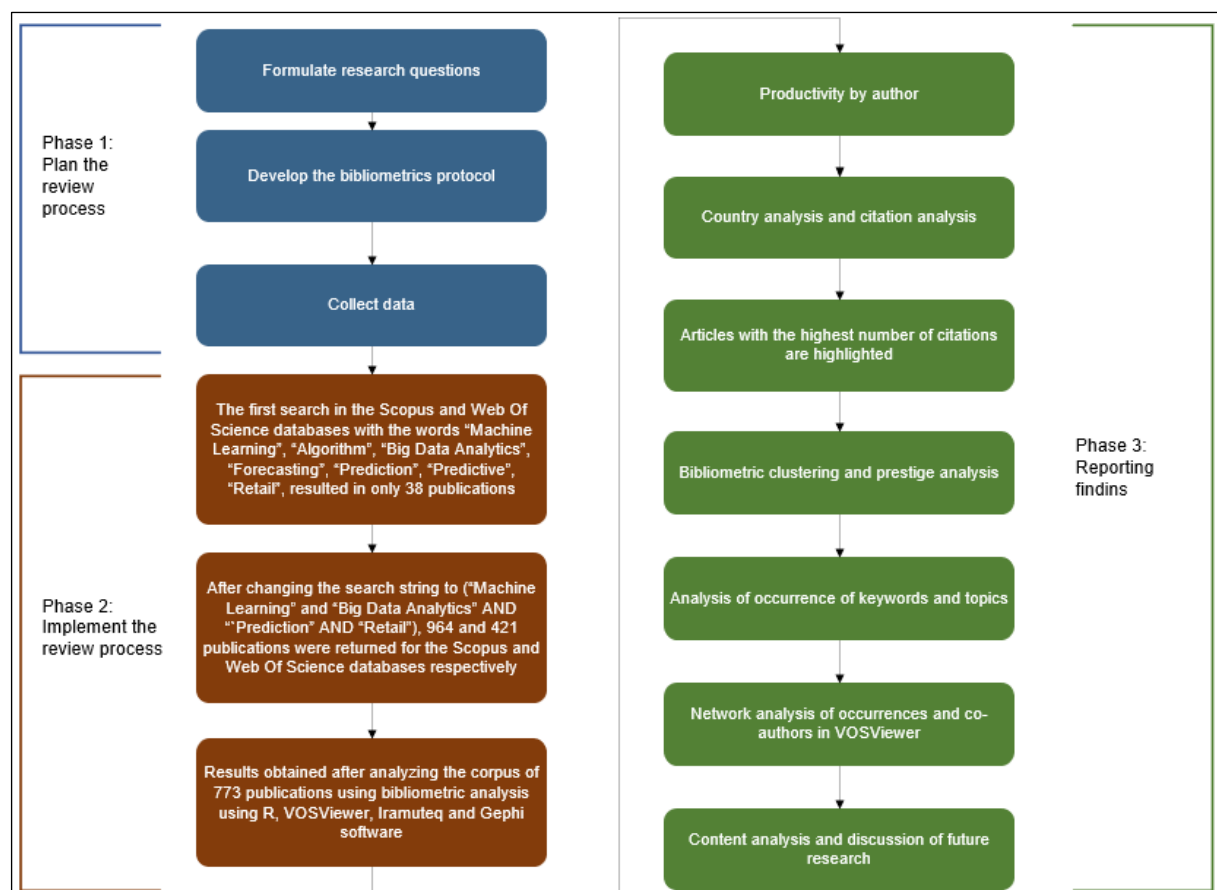 Phase 1:
Plan the
review
process
Formulate research questions
Develop the bibliometrics protocol
Collect data
Phase 2:
Implement the
review process
The first search in the Scopus and Web Of
Science databases with the words “Machine
Learning”, “Algorithm”, “Big Data Analytics”,
“Forecasting”, “Prediction”, “Predictive”,
“Retail”, resulted in only 38 publications
After changing the search string to (“Machine
Learning” and “Big Data Analytics” AND
“`Prediction” AND “Retail”), 964 and 421
publications were returned for the Scopus and
Web Of Science databases respectively
Results obtained after analyzing the corpus of
773 publications using bibliometric analysis
using R, VOSViewer, Iramuteq and Gephi
software
Phase 3:
Reporting
findins
Productivity by author
Country analysis and citation analysis
Articles with the highest number of citations
are highlighted
Bibliometric clustering and prestige analysis
Analysis of occurrence of keywords and topics
Network analysis of occurrences and co-
authors in VOSViewer
Content analysis and discussion of future
research